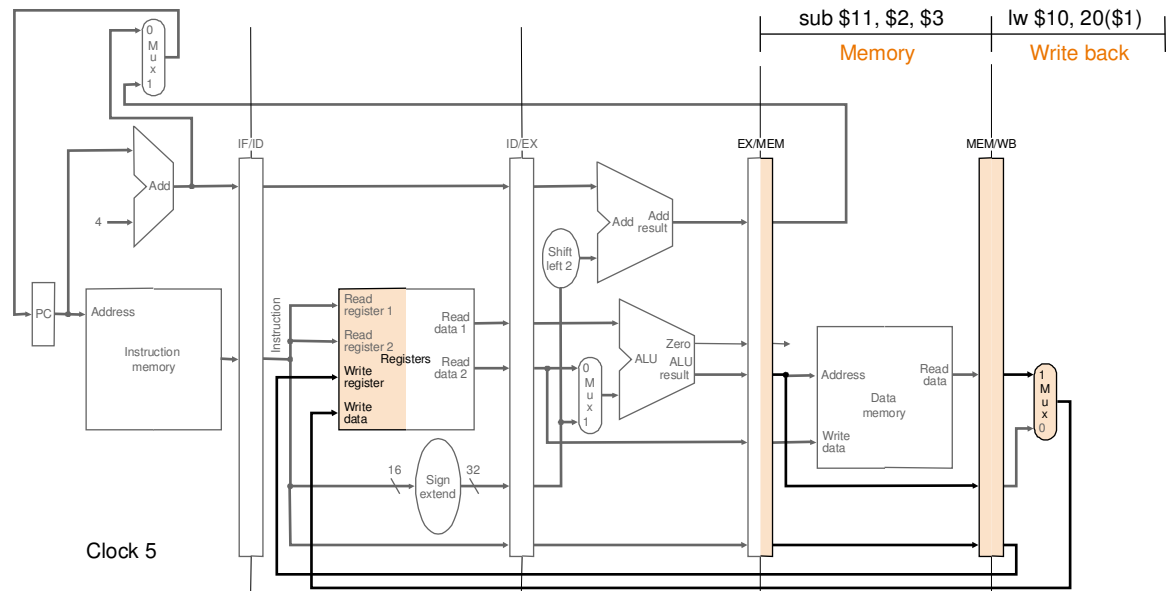 sub $11, $2, $3
lw $10, 20($1)
Memory
Write back
0
M
u
x
1
IF/ID
ID/EX
EX/MEM
MEM/WB
Add
4
Add
Add
result
Shift
left 2
PC
Address
Instruction
memory
Instruction
Read
register 1
Read
register 2
Write
register
Write
data
Registers
Read
data 1
Read
data 2
0
M
u
x
1
ALU
Zero
ALU
result
Address
Read
data
Data
memory
Write
data
1
M
u
x
0
16
Sign
extend
32
Clock 5